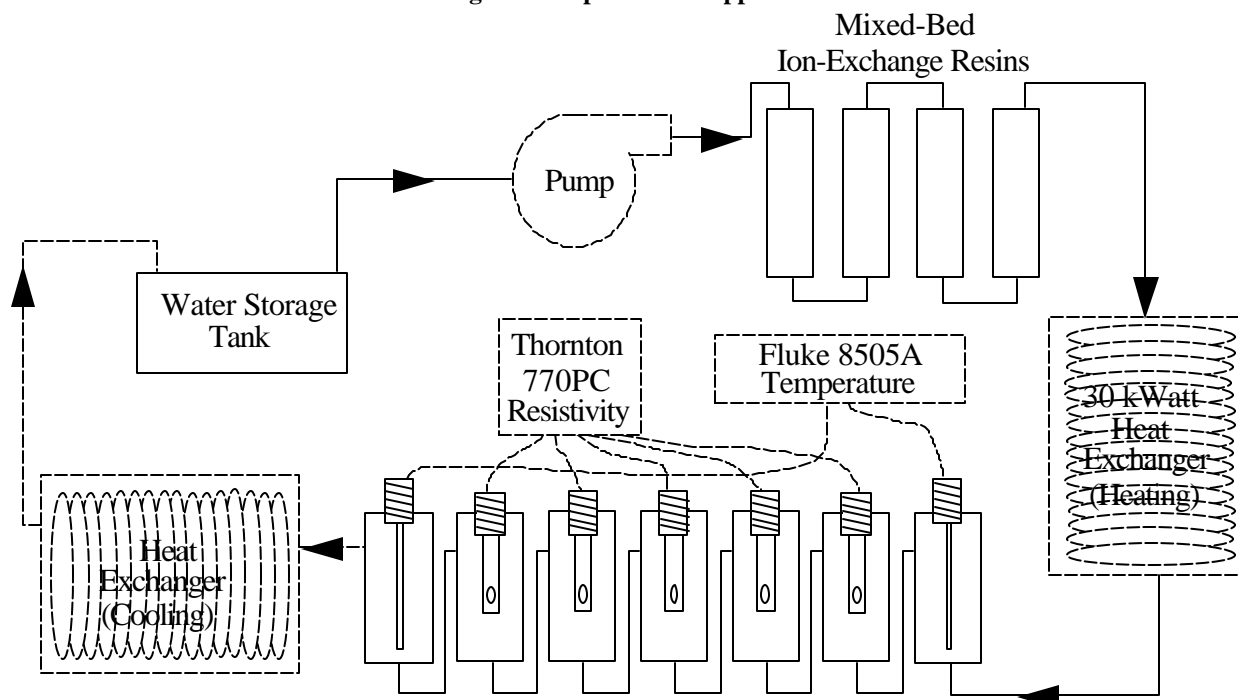 Mixed-Bed
Ion-Exchange Resins
Pump
Water Storage
Tank
Thornton
770PC
Resistivity
Fluke 8505A
Temperature
30 kWatt
Heat
Exchanger
(Heating)
Heat
Exchanger
(Cooling)